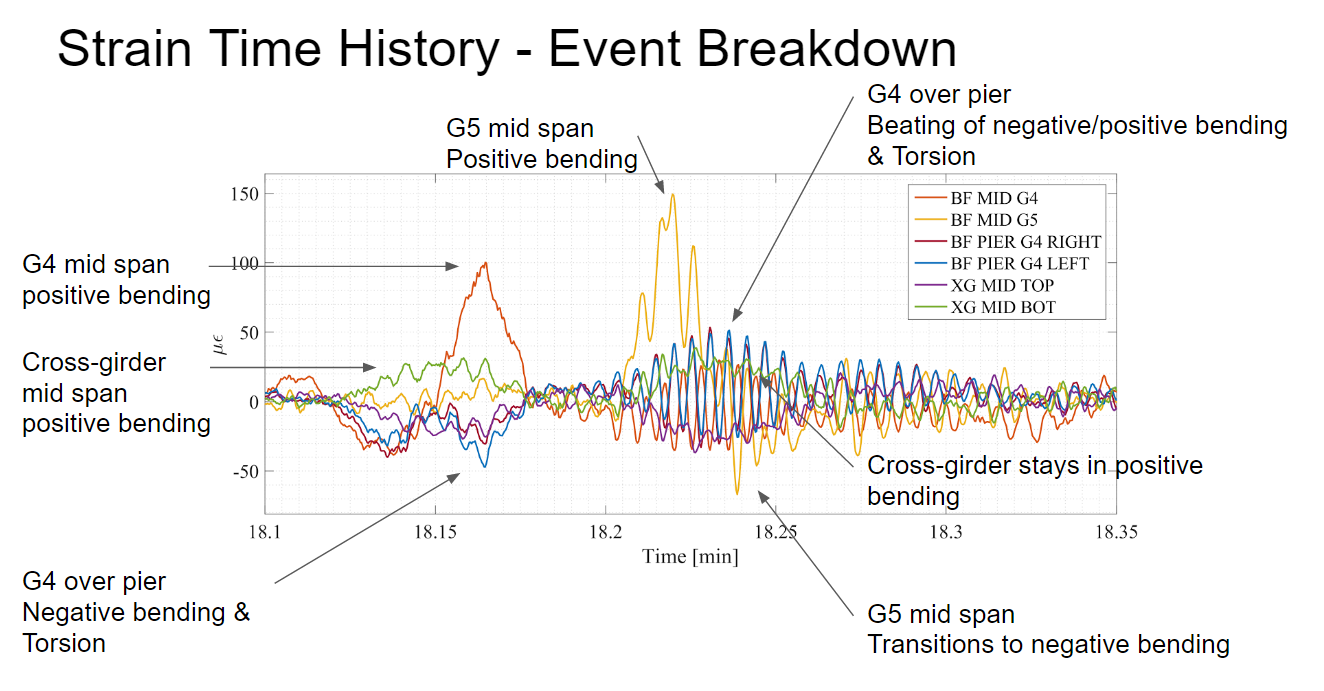 Strain Time History - Event Breakdown
G4 over pier
Beating of negative/positive bending
& Torsion
G5 mid span
Positive bending
G4 mid span
positive bending
Cross-girder
mid span
positive bending
με
150
100
50
0
-50
BF MID G4
BF MID G5
BF PIER G4 RIGHT
BF PIER G4 LEFT
XG MID TOP
XG MID BOT
Cross-girder stays in positive
bending
18.1
18.15
18.2
18.25
18.3
18.35
Time [min]
G4 over pier
Negative bending &
Torsion
G5 mid span
Transitions to negative bending